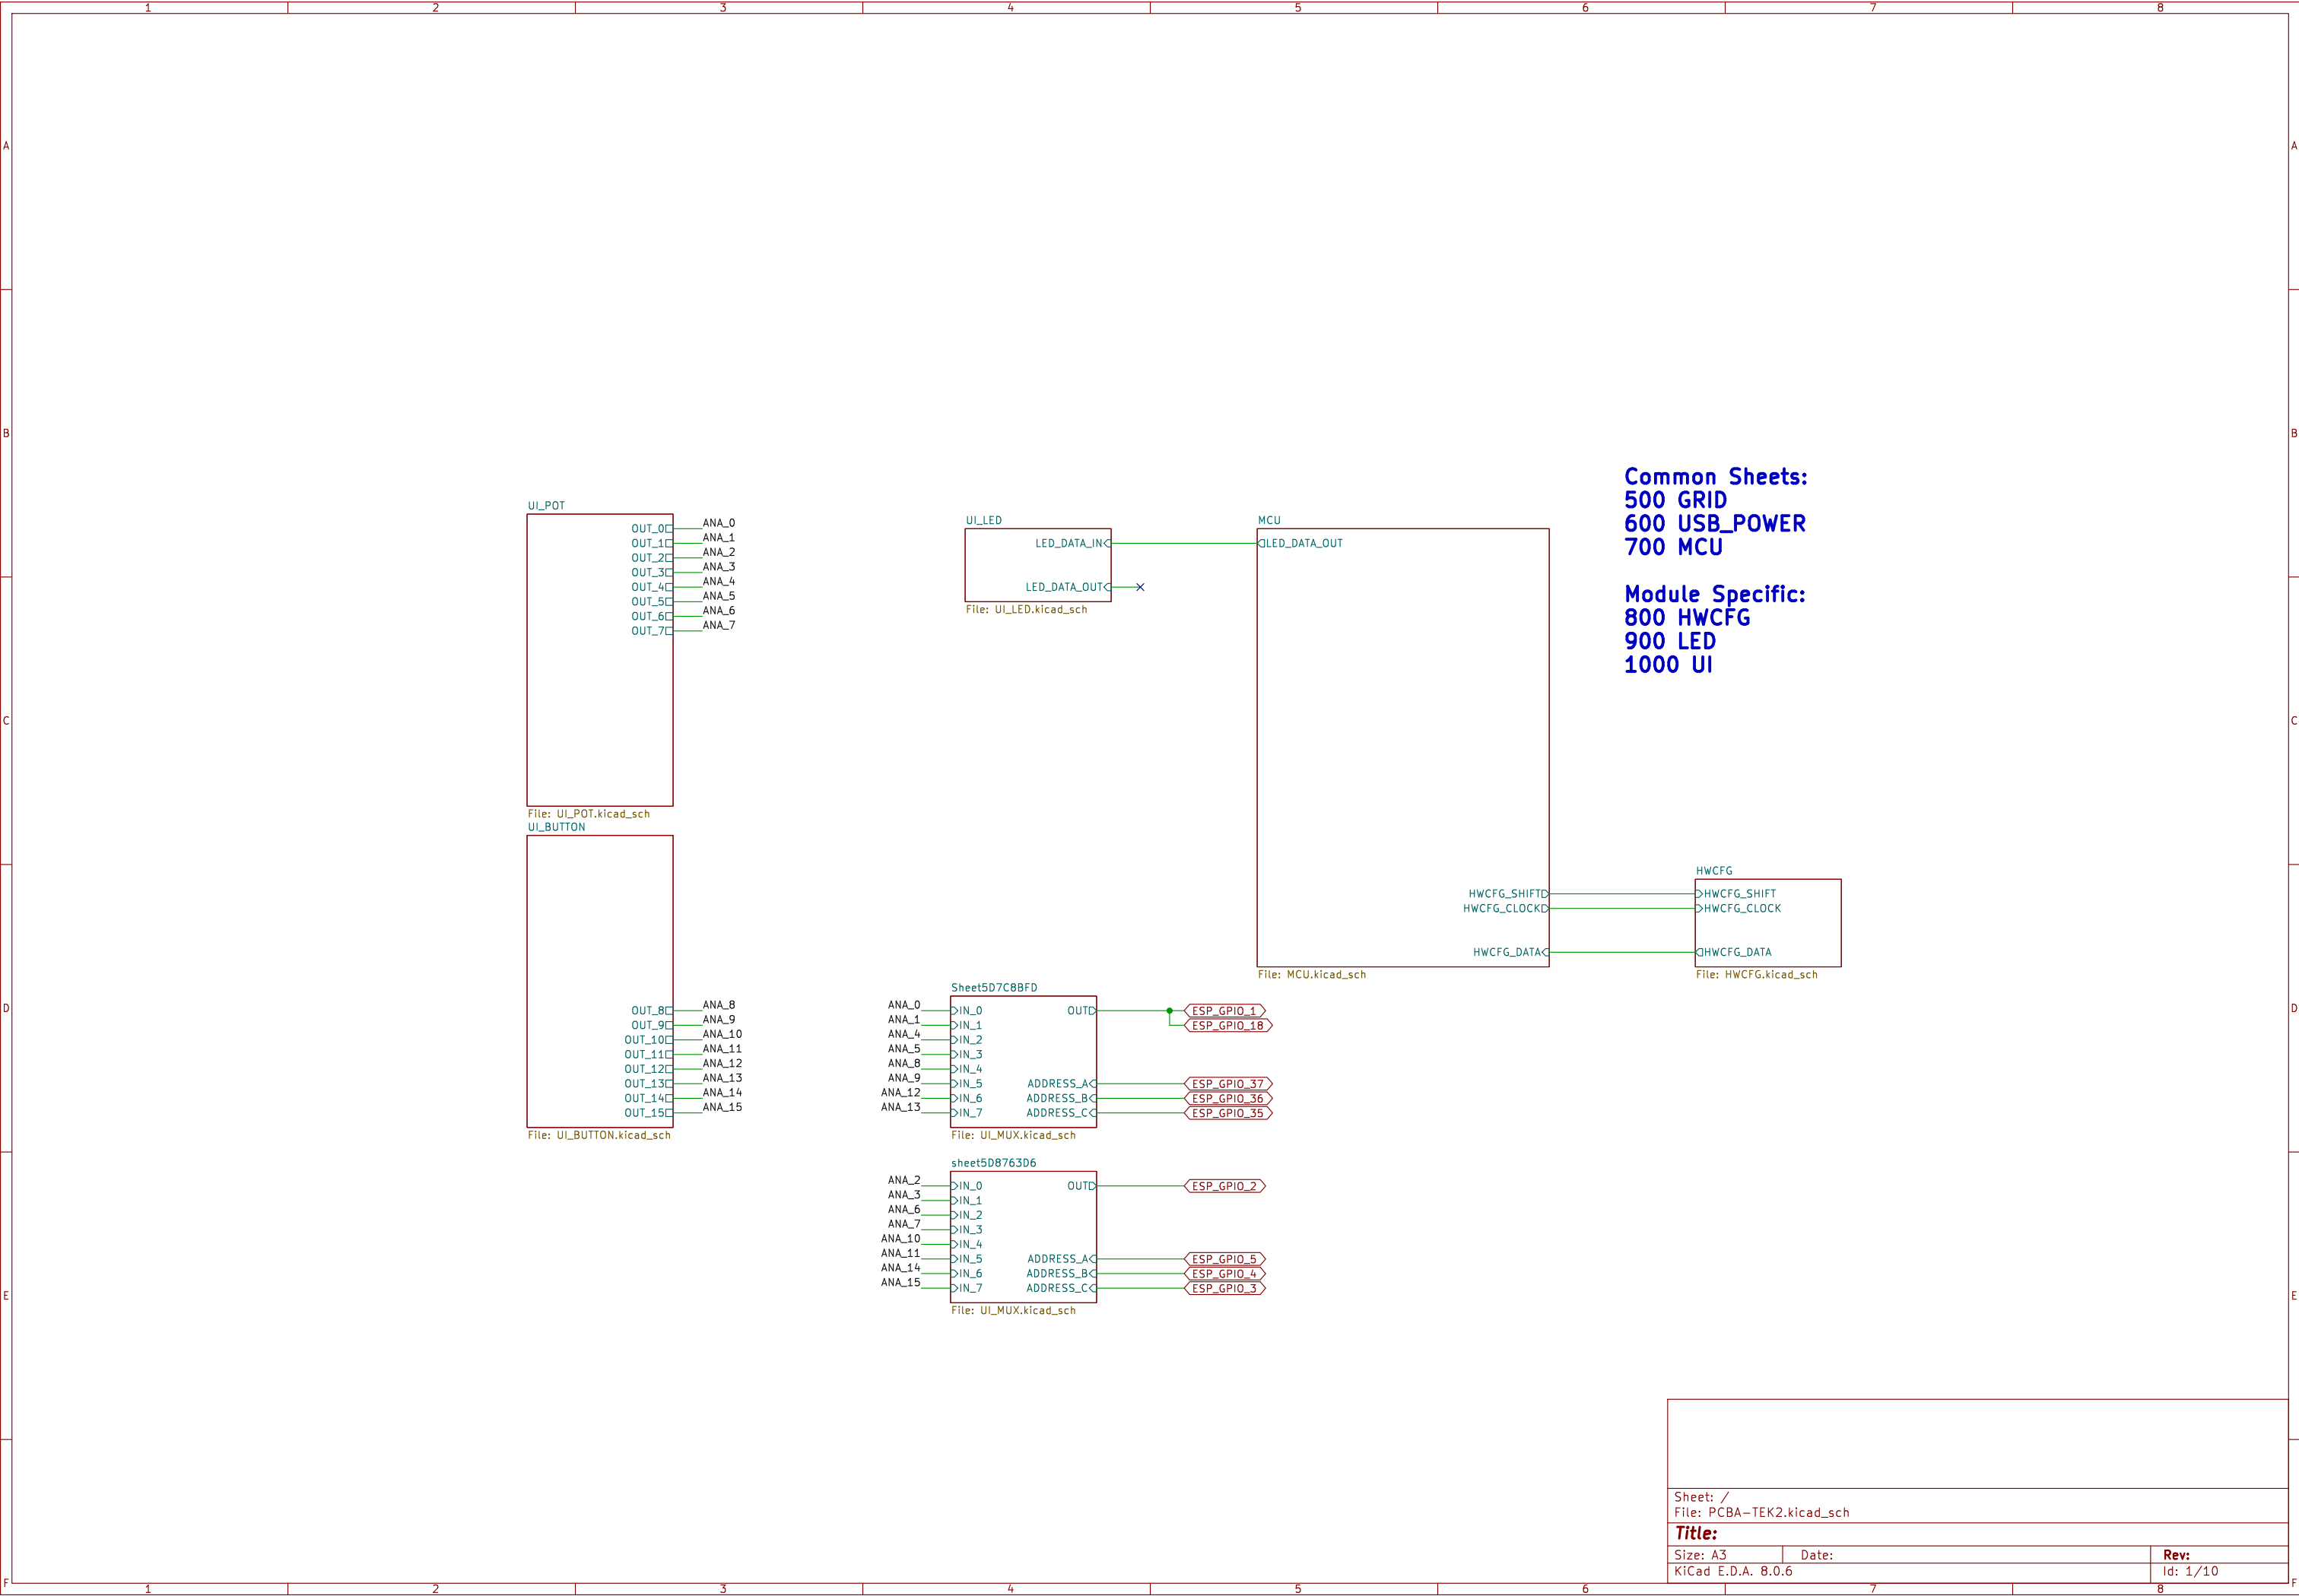 1 2 3 4 5 6 7 8
A A
B B
Common Sheets:
500 GRID
600 USB_POWER
700 MCU
Module Specific:
800 HWCFG
900 LED
1000 UI
UI_POT
OUT_0 ANA_0
OUT_1 ANA_1
OUT_2 ANA_2
OUT_3 ANA_3
OUT_4 ANA_4
OUT_5 ANA_5
OUT_6 ANA_6
OUT_7 ANA_7
File: UI_POT.kicad_sch
UI_LED
LED_DATA_IN
LED_DATA_OUT
File: UI_LED.kicad_sch
MCU
LED_DATA_OUT
HWCFG_SHIFT
HWCFG_CLOCK
HWCFG_DATA
File: MCU.kicad_sch
HWCFG
HWCFG_SHIFT
HWCFG_CLOCK
HWCFG_DATA
File: HWCFG.kicad_sch
C C
UI_BUTTON
OUT_8 ANA_8
OUT_9 ANA_9
OUT_10 ANA_10
OUT_11 ANA_11
OUT_12 ANA_12
OUT_13 ANA_13
OUT_14 ANA_14
OUT_15 ANA_15
File: UI_BUTTON.kicad_sch
D D
Sheet5D7C8BFD
ANA_0 IN_0 OUT ESP_GPIO_1
ANA_1 IN_1 ESP_GPIO_18
ANA_4 IN_2
ANA_5 IN_3
ANA_8 IN_4
ANA_9 IN_5 ADDRESS_A ESP_GPIO_37
ANA_12 IN_6 ADDRESS_B ESP_GPIO_36
ANA_13 IN_7 ADDRESS_C ESP_GPIO_35
File: UI_MUX.kicad_sch
sheet5D8763D6
ANA_2 IN_0 OUT ESP_GPIO_2
ANA_3 IN_1
ANA_6 IN_2
ANA_7 IN_3
ANA_10 IN_4
ANA_11 IN_5 ADDRESS_A ESP_GPIO_5
ANA_14 IN_6 ADDRESS_B ESP_GPIO_4
ANA_15 IN_7 ADDRESS_C ESP_GPIO_3
File: UI_MUX.kicad_sch
E E
Sheet: /
File: PCBA-TEK2.kicad_sch
Title:
Size: A3 Date: Rev:
KiCad E.D.A. 8.0.6 Id: 1/10
F F
1 2 3 4 5 6 7 8